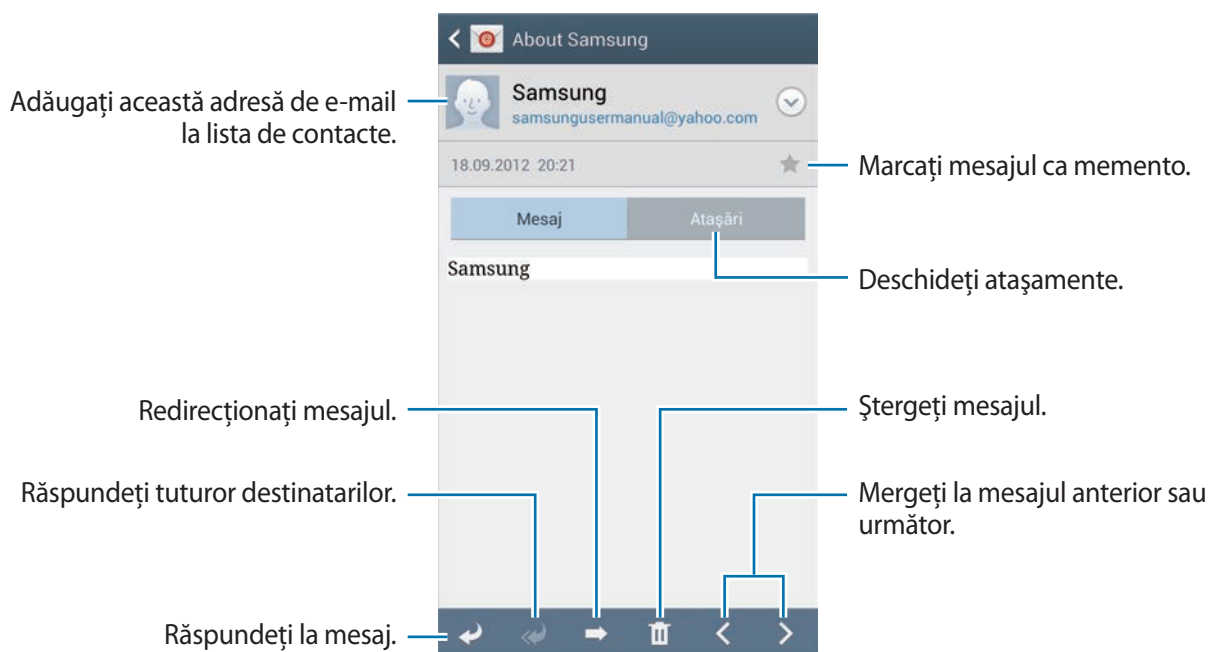 About Samsung
Adăugați această adresă de e-mail
la lista de contacte.
Samsung
samsungusermanual@yahoo.com
18.09.2012 20:21
Marcați mesajul ca memento.
Mesaj
Atașări
Samsung
Deschideți ataşamente.
Redirecționați mesajul.
Ştergeți mesajul.
Răspundeți tuturor destinatarilor.
Mergeți la mesajul anterior sau
următor.
Răspundeți la mesaj.